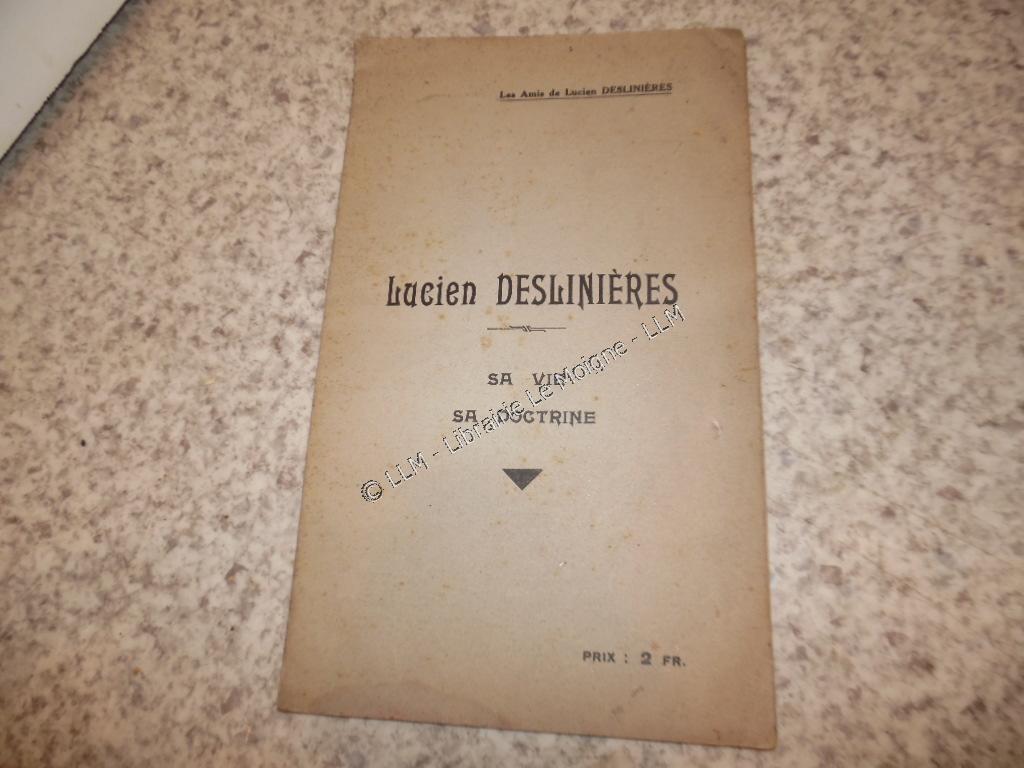 Les Amis de Lucien DESLINIÈRES
Lucien DESLINIÈRES
SA VIE
SA DOCTRINE
© LLM - Librairie Le Moigne - LLM
PRIX : 2 FR.